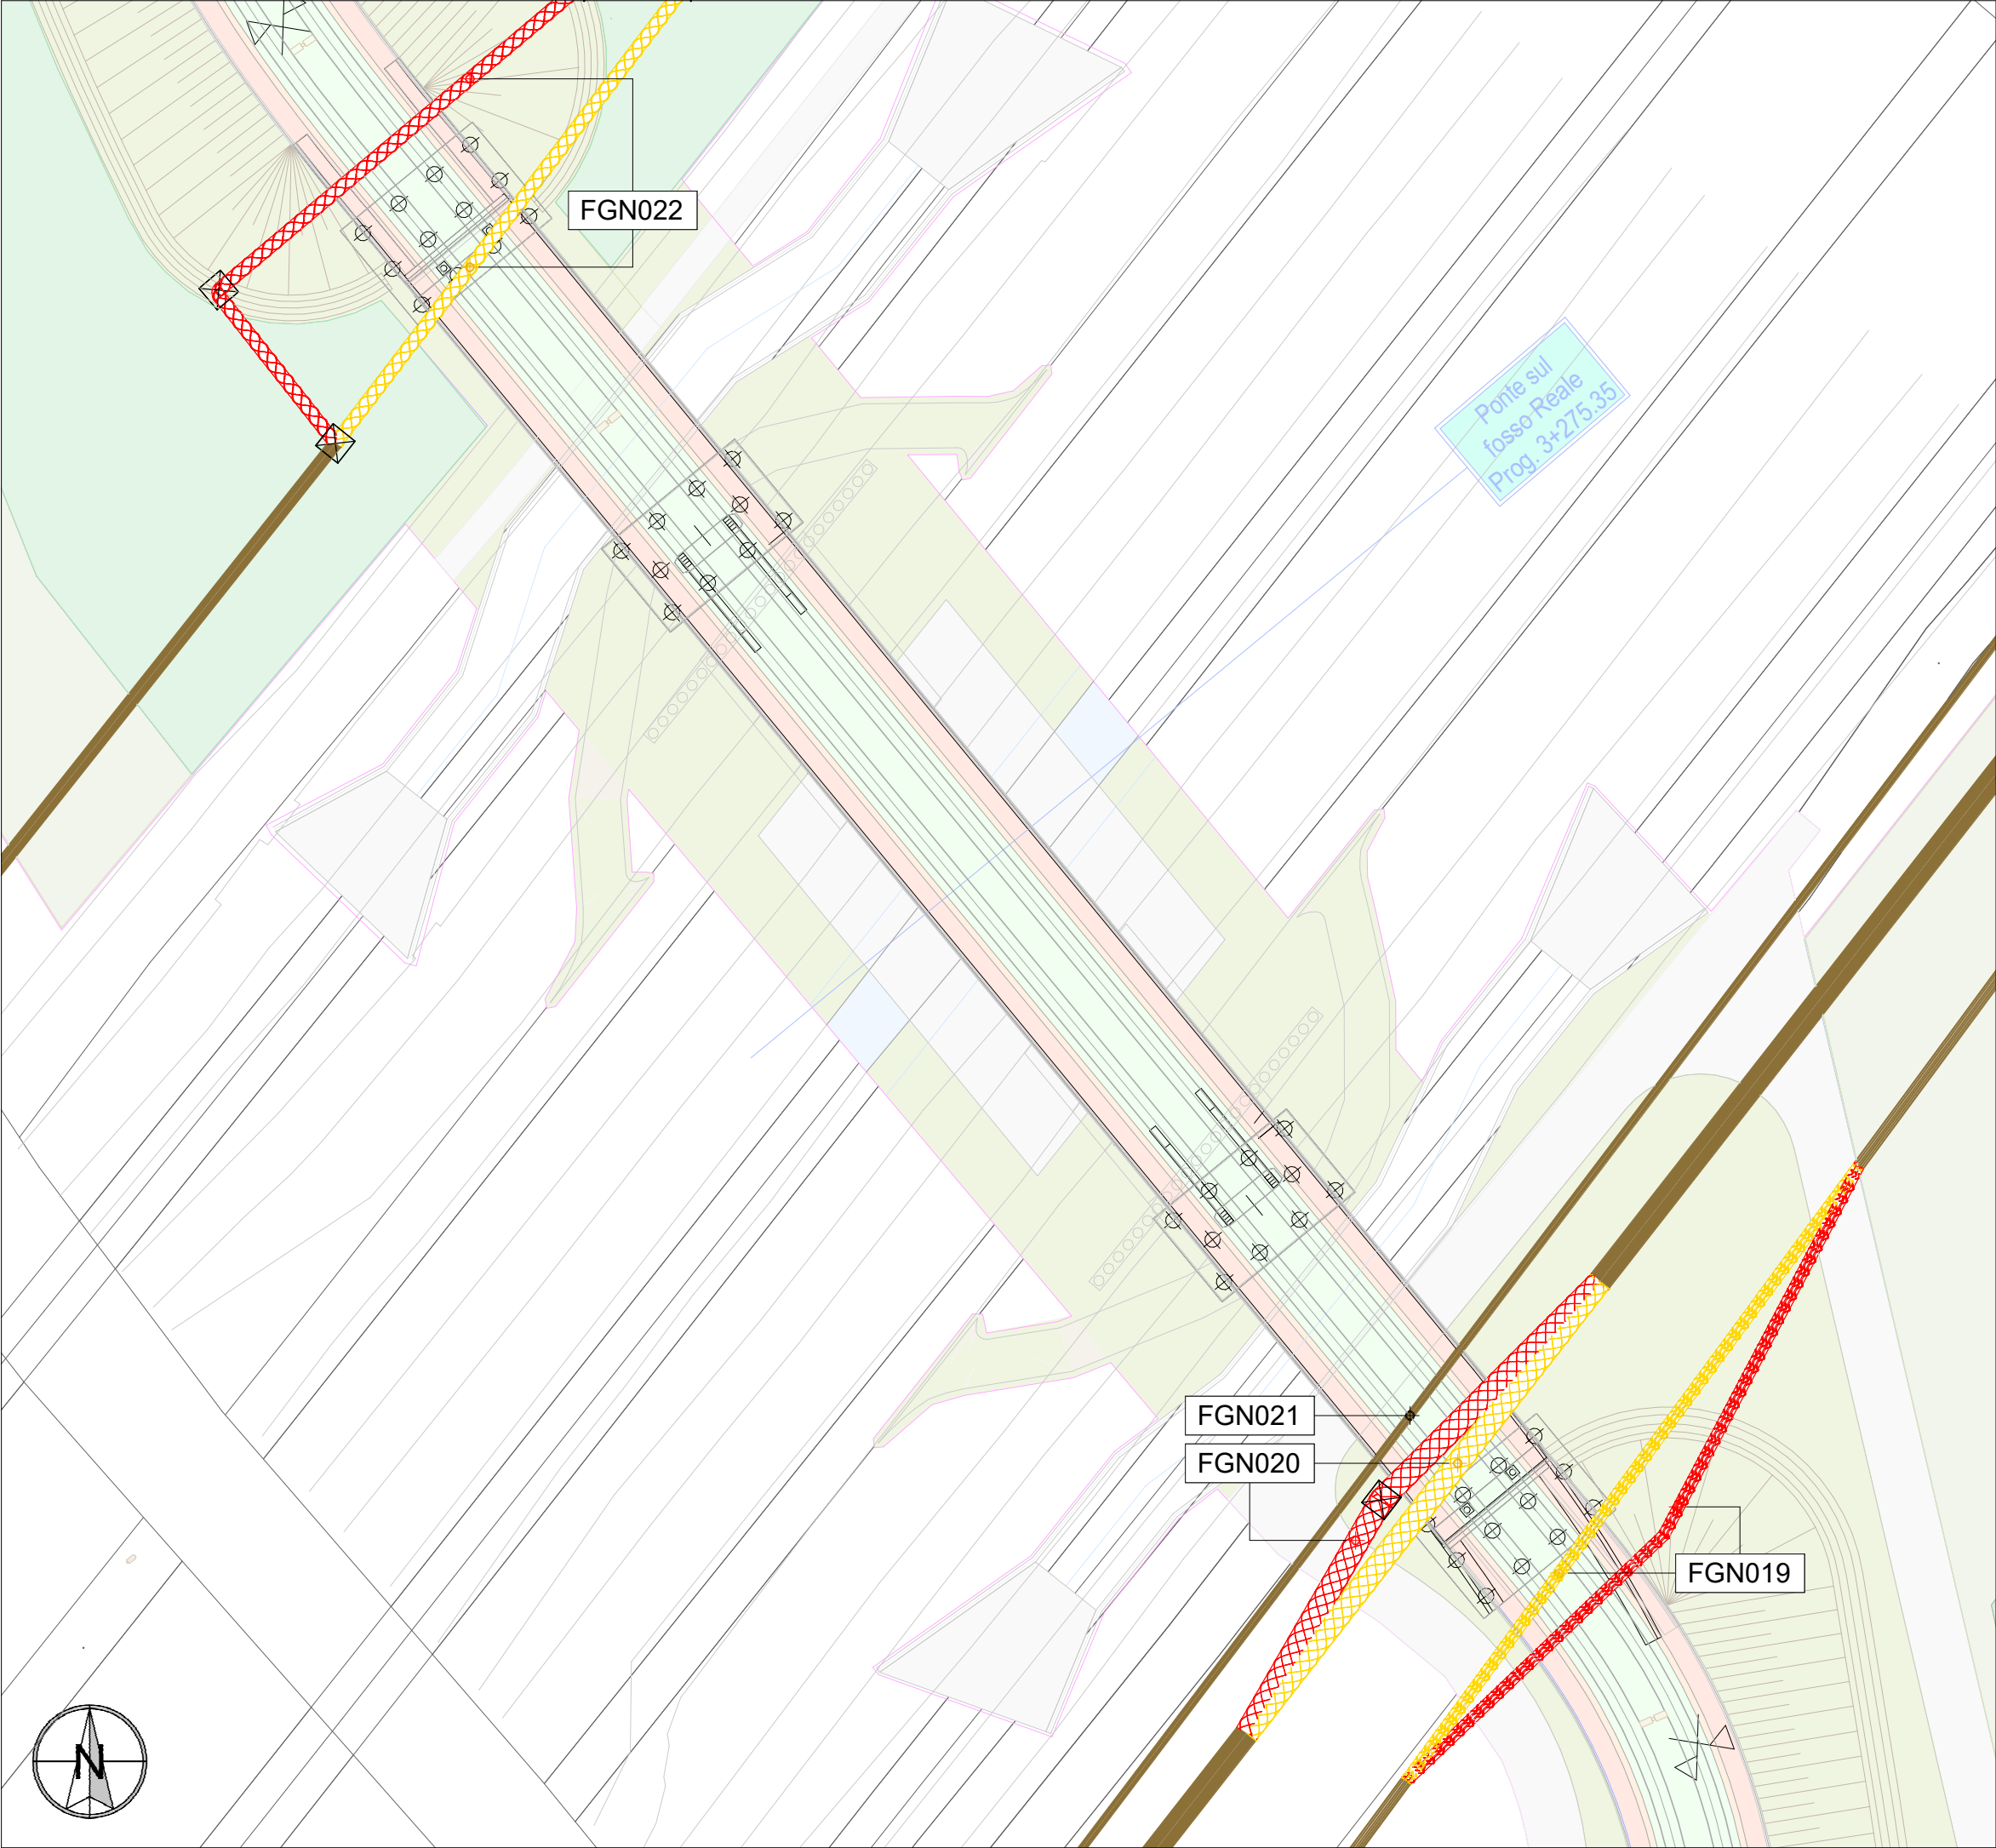 FGN022
Ponte sul
fosso Reale
Prog. 3+275.35
FGN021
FGN020
FGN019
N